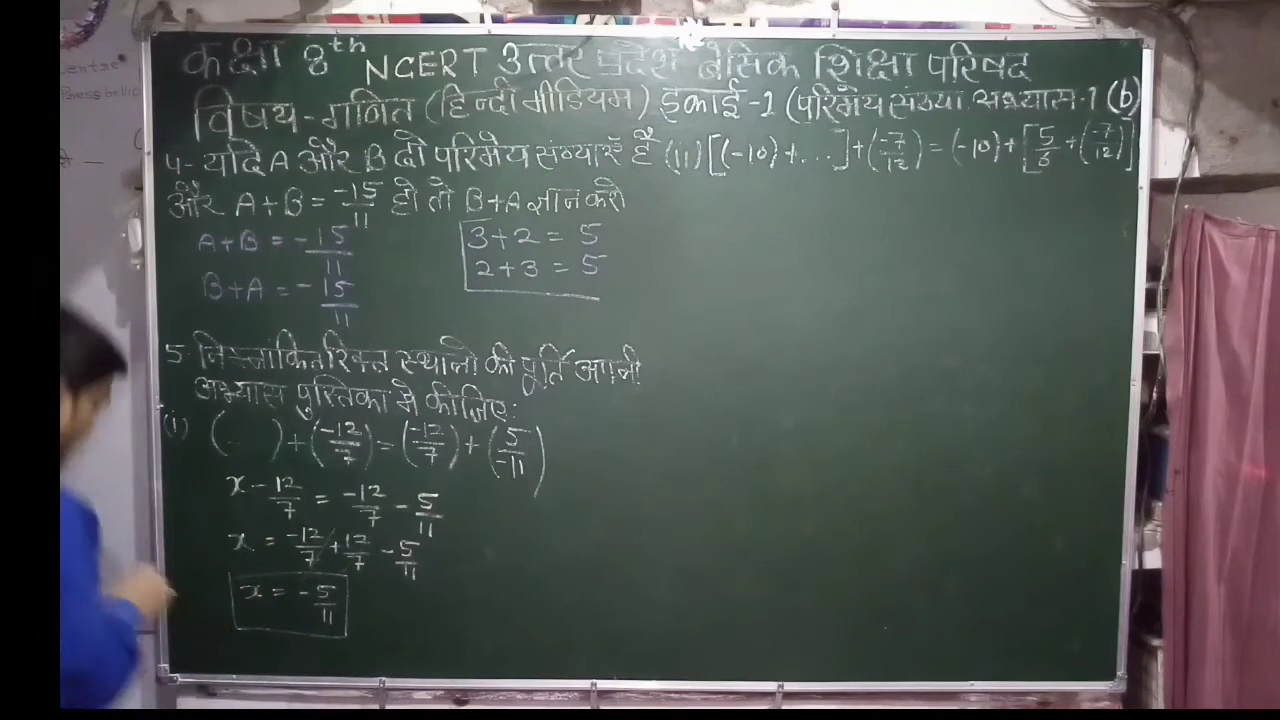 कक्षा 8th NCERT उत्तर प्रदेश बेसिक शिक्षा परिषद
विषय-गणित (हिन्दी मीडियम) इकाई-1 (परिमेय संख्या अभ्यास-1 (b)
4- यदि A और B दो परिमेय संख्याएँ हैं
और A+B = -15/11 हो तो B+A ज्ञात करो
A+B = -15/11
B+A = -15/11
3+2 = 5
2+3 = 5
5. निम्नांकित रिक्त स्थानो की पूर्ति अपनी
अभ्यास पुस्तिका मे कीजिए:
(i) (...) + (-12/7) = (-12/7) + (5/-11)
x - 12/7 = -12/7 - 5/11
x = -12/7 + 12/7 - 5/11
x = -5/11
(ii) [(-10)+....] + (-7/12) = (-10) + [5/6 + (-7/12)]